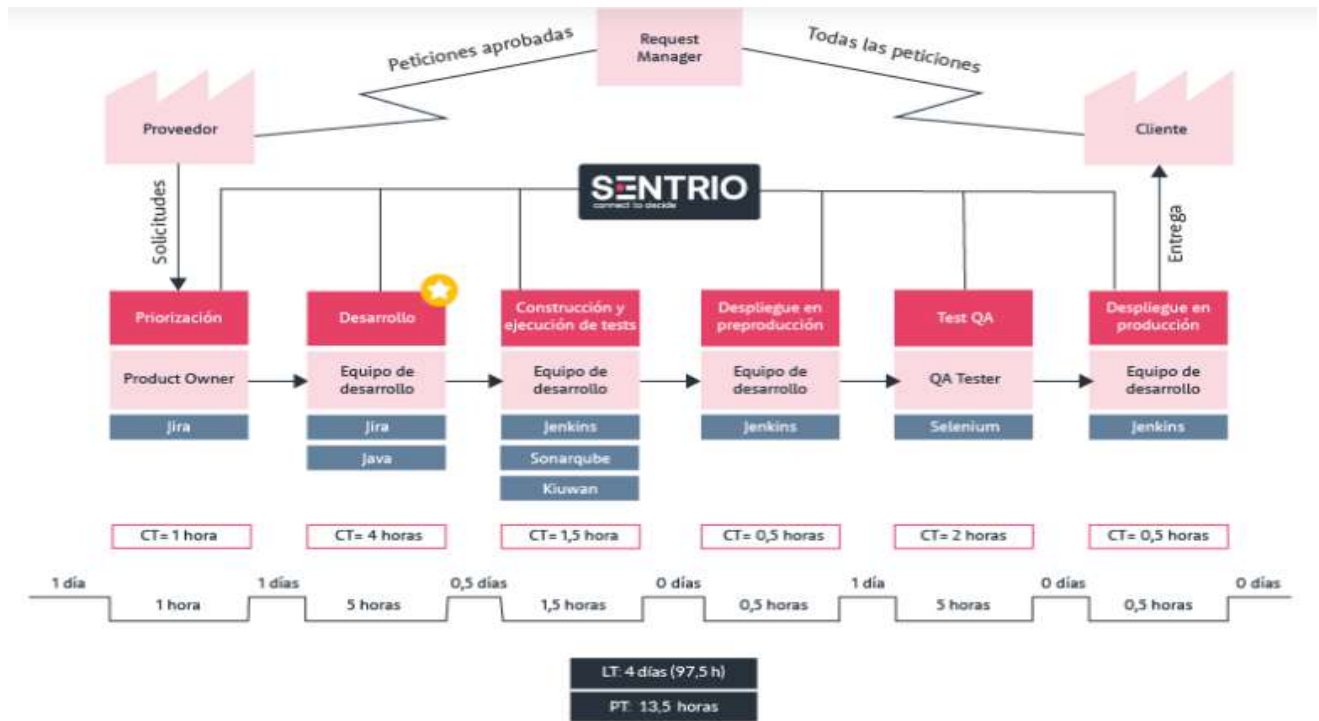 Request
Manager
Peticiones aprobadas
Todas las peticiones
Proveedor
Cliente
SENTRIO
connect to decide
Solicitudes
Entrega
Priorización
Desarrollo
Construcción y
ejecución de tests
Despliegue en
preproducción
Test QA
Despliegue en
producción
Product Owner
Equipo de
desarrollo
Equipo de
desarrollo
Equipo de
desarrollo
QA Tester
Equipo de
desarrollo
Jira
Jira
Java
Jenkins
Sonarqube
Kiuwan
Jenkins
Selenium
Jenkins
CT= 1 hora
CT= 4 horas
CT= 1,5 hora
CT= 0,5 horas
CT= 2 horas
CT= 0,5 horas
1 día
1 días
0,5 días
0 días
1 día
0 días
0 días
1 hora
5 horas
1,5 horas
0,5 horas
5 horas
0,5 horas
LT: 4 días (97,5 h)
PT: 13,5 horas